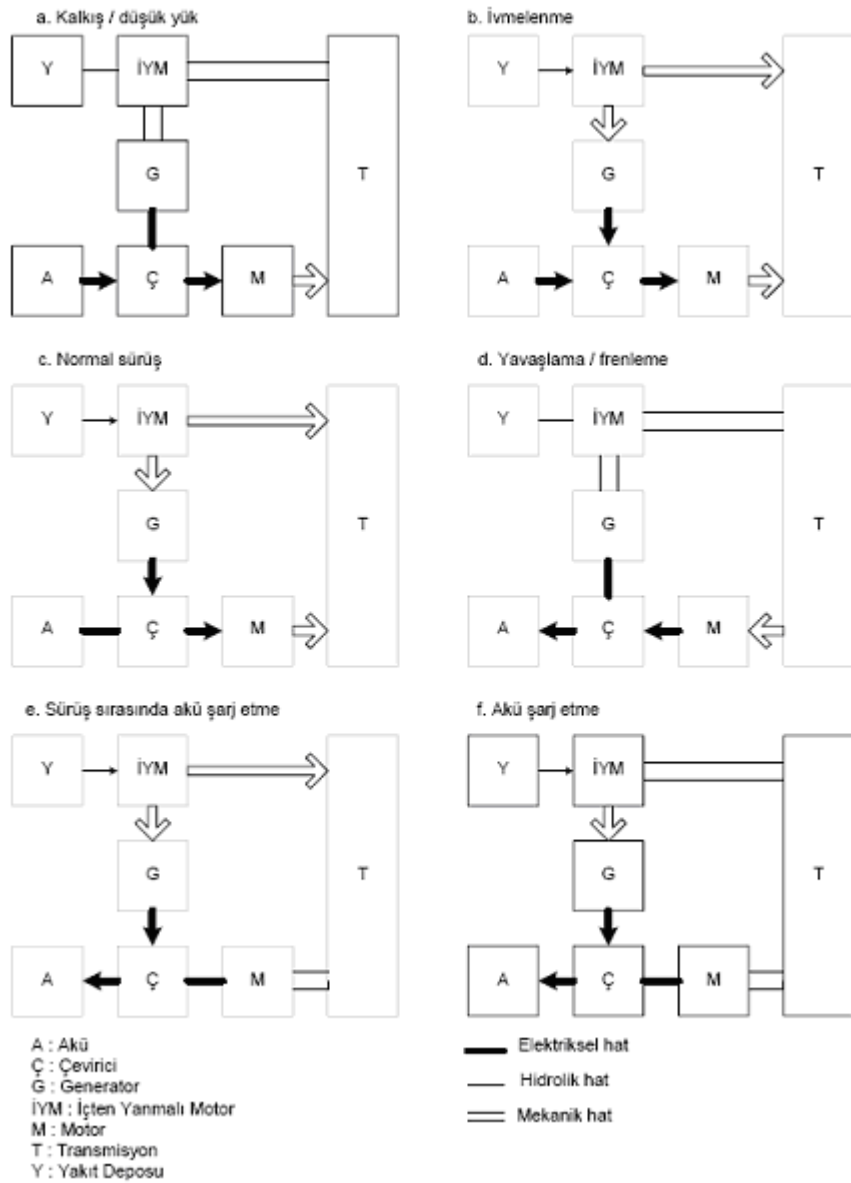 a. Kalkış / düşük yük
Y
İYM
G
T
A
Ç
M
b. İvmelenme
Y
İYM
G
T
A
Ç
M
c. Normal sürüş
Y
İYM
G
T
A
Ç
M
d. Yavaşlama / frenleme
Y
İYM
G
T
A
Ç
M
e. Sürüş sırasında akü şarj etme
Y
İYM
G
T
A
Ç
M
f. Akü şarj etme
Y
İYM
G
T
A
Ç
M
A : Akü
Ç : Çevirici
G : Generator
İYM : İçten Yanmalı Motor
M : Motor
T : Transmisyon
Y : Yakıt Deposu
Elektriksel hat
Hidrolik hat
Mekanik hat